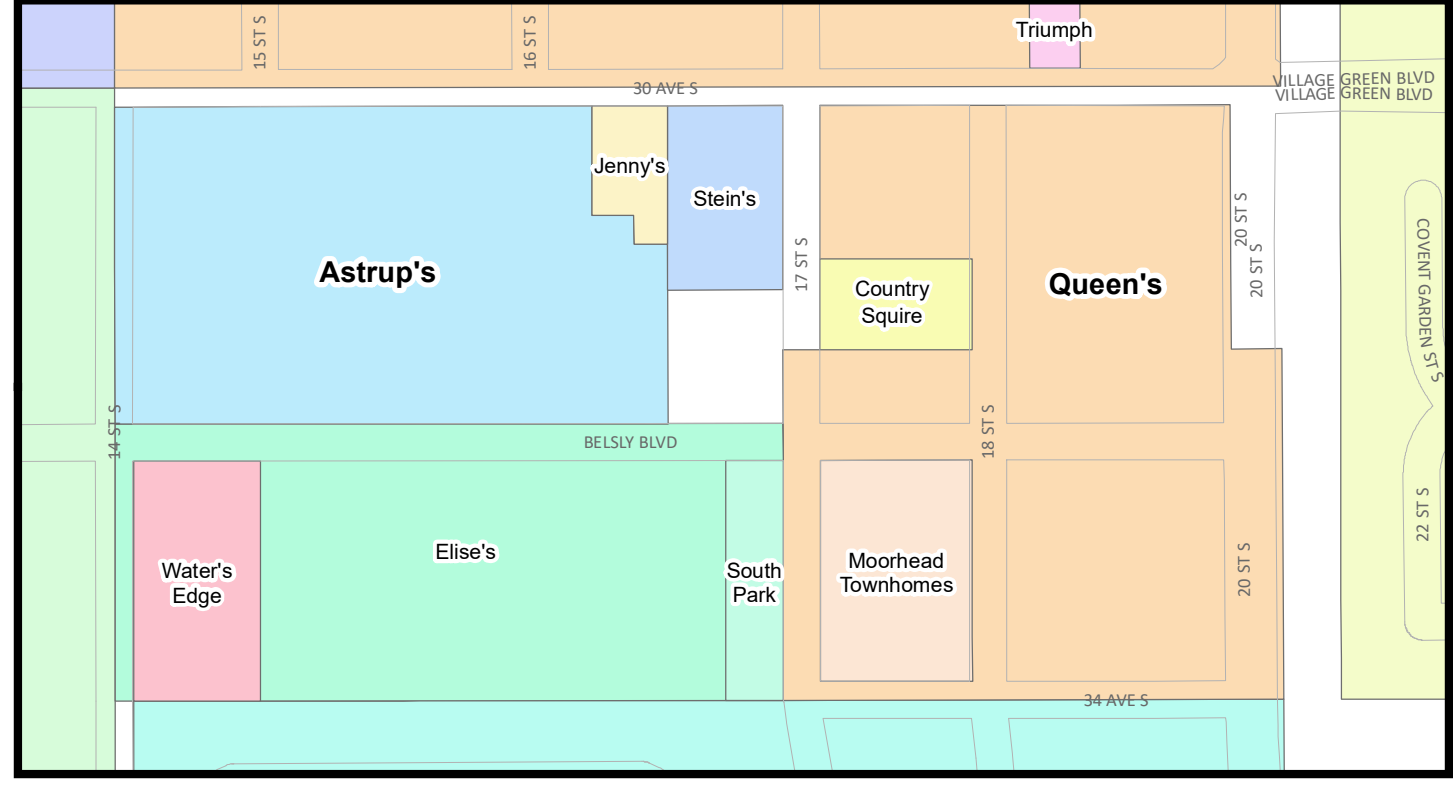 15 ST S
16 ST S
Triumph
30 AVE S
VILLAGE GREEN BLVD
VILLAGE GREEN BLVD
Jenny's
Stein's
Astrup's
17 ST S
Country
Squire
Queen's
20 ST S
20 ST S
COVENT GARDEN ST S
14 ST S
BELSLY BLVD
18 ST S
22 ST S
Water's
Edge
Elise's
South
Park
Moorhead
Townhomes
20 ST S
34 AVE S